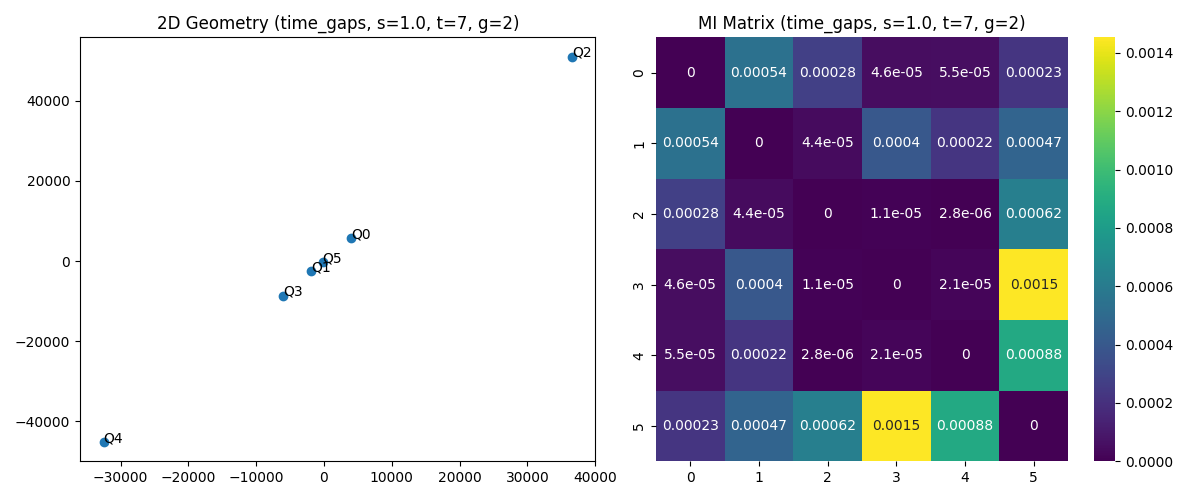 2D Geometry (time_gaps, s=1.0, t=7, g=2)
40000
20000
0
−20000
−40000
−30000 −20000 −10000 0 10000 20000 30000 40000
Q2
Q0
Q5
Q1
Q3
Q4
MI Matrix (time_gaps, s=1.0, t=7, g=2)
0 0 0.00054 0.00028 4.6e-05 5.5e-05 0.00023
1 0.00054 0 4.4e-05 0.0004 0.00022 0.00047
2 0.00028 4.4e-05 0 1.1e-05 2.8e-06 0.00062
3 4.6e-05 0.0004 1.1e-05 0 2.1e-05 0.0015
4 5.5e-05 0.00022 2.8e-06 2.1e-05 0 0.00088
5 0.00023 0.00047 0.00062 0.0015 0.00088 0
0 1 2 3 4 5
0.0014
0.0012
0.0010
0.0008
0.0006
0.0004
0.0002
0.0000